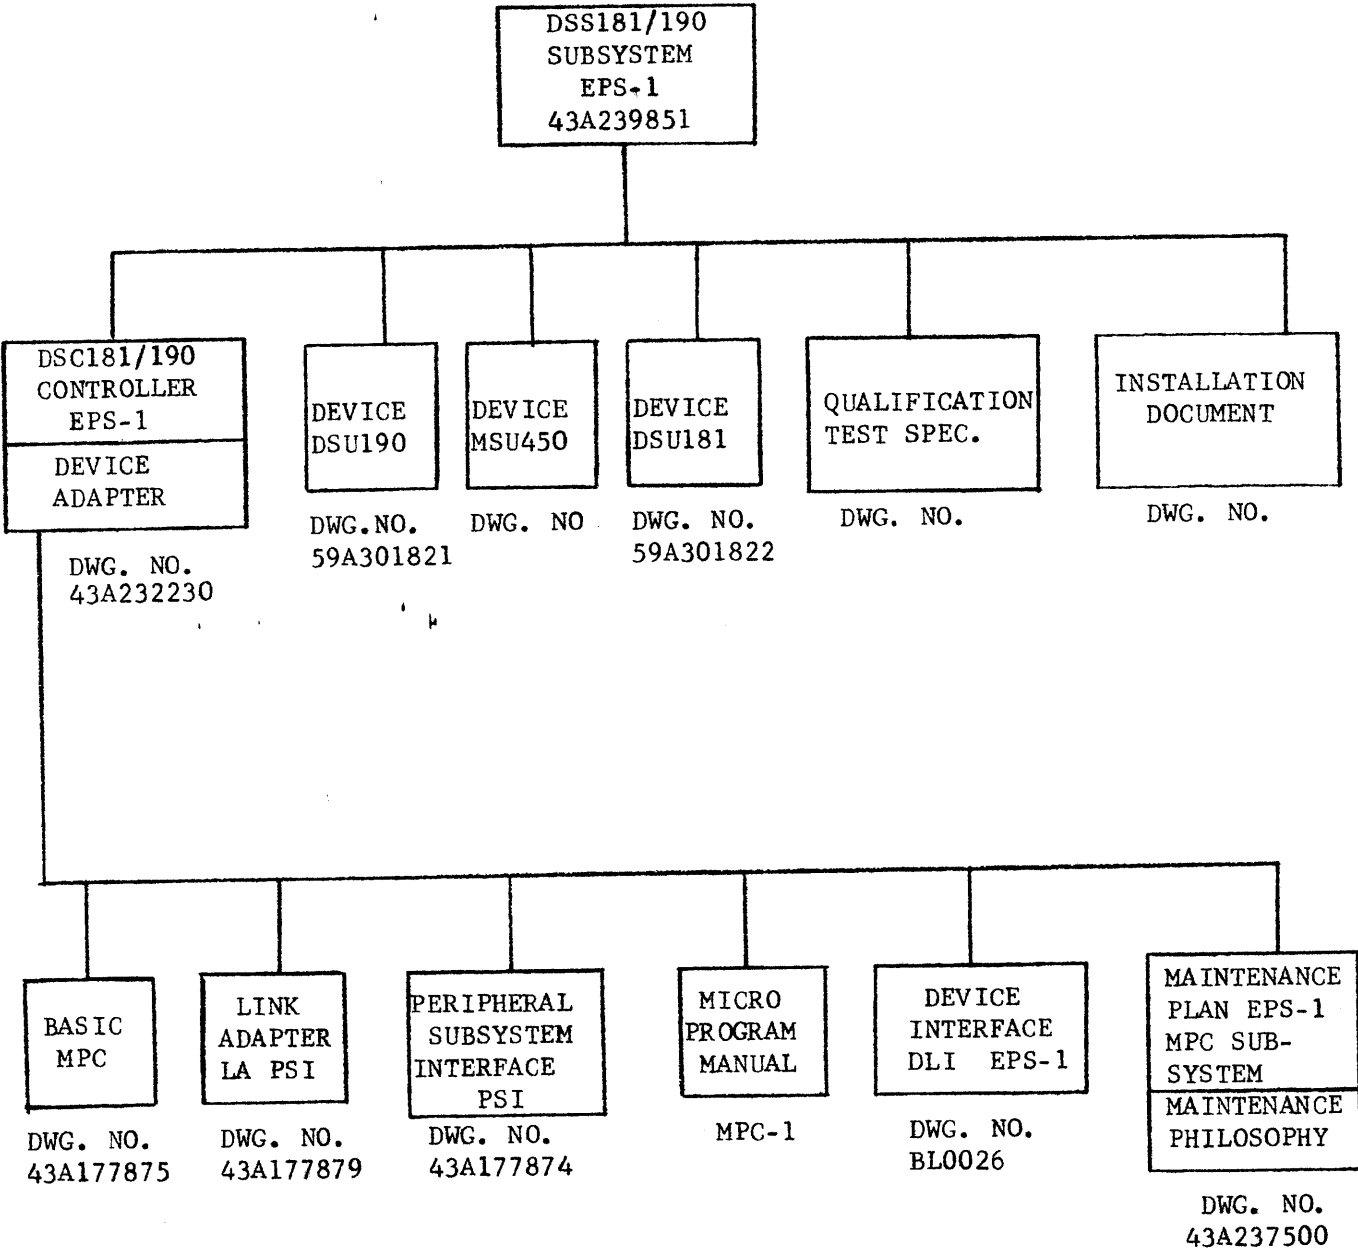 DSS181/190
SUBSYSTEM
EPS-1
43A239851
DSC181/190
CONTROLLER
EPS-1
DEVICE
ADAPTER
DWG. NO.
43A232230
DEVICE
DSU190
DWG.NO.
59A301821
DEVICE
MSU450
DWG. NO
DEVICE
DSU181
DWG. NO.
59A301822
QUALIFICATION
TEST SPEC.
DWG. NO.
INSTALLATION
DOCUMENT
DWG. NO.
BASIC
MPC
DWG. NO.
43A177875
LINK
ADAPTER
LA PSI
DWG. NO.
43A177879
PERIPHERAL
SUBSYSTEM
INTERFACE
PSI
DWG. NO.
43A177874
MICRO
PROGRAM
MANUAL
MPC-1
DEVICE
INTERFACE
DLI EPS-1
DWG. NO.
BL0026
MAINTENANCE
PLAN EPS-1
MPC SUB-
SYSTEM
MAINTENANCE
PHILOSOPHY
DWG. NO.
43A237500